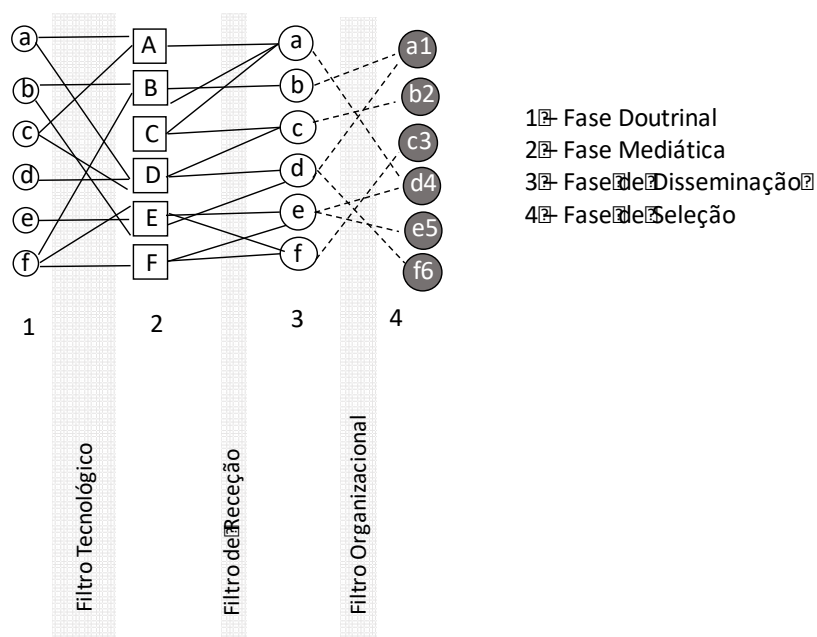 a A a a1
b B b b2
c C c c3
d D d d4
e E e e5
f F f f6
1 2 3 4
1 – Fase Doutrinal
2 – Fase Mediática
3 – Fase de Disseminação
4 – Fase de Seleção
Filtro Tecnológico
Filtro de Receção
Filtro Organizacional